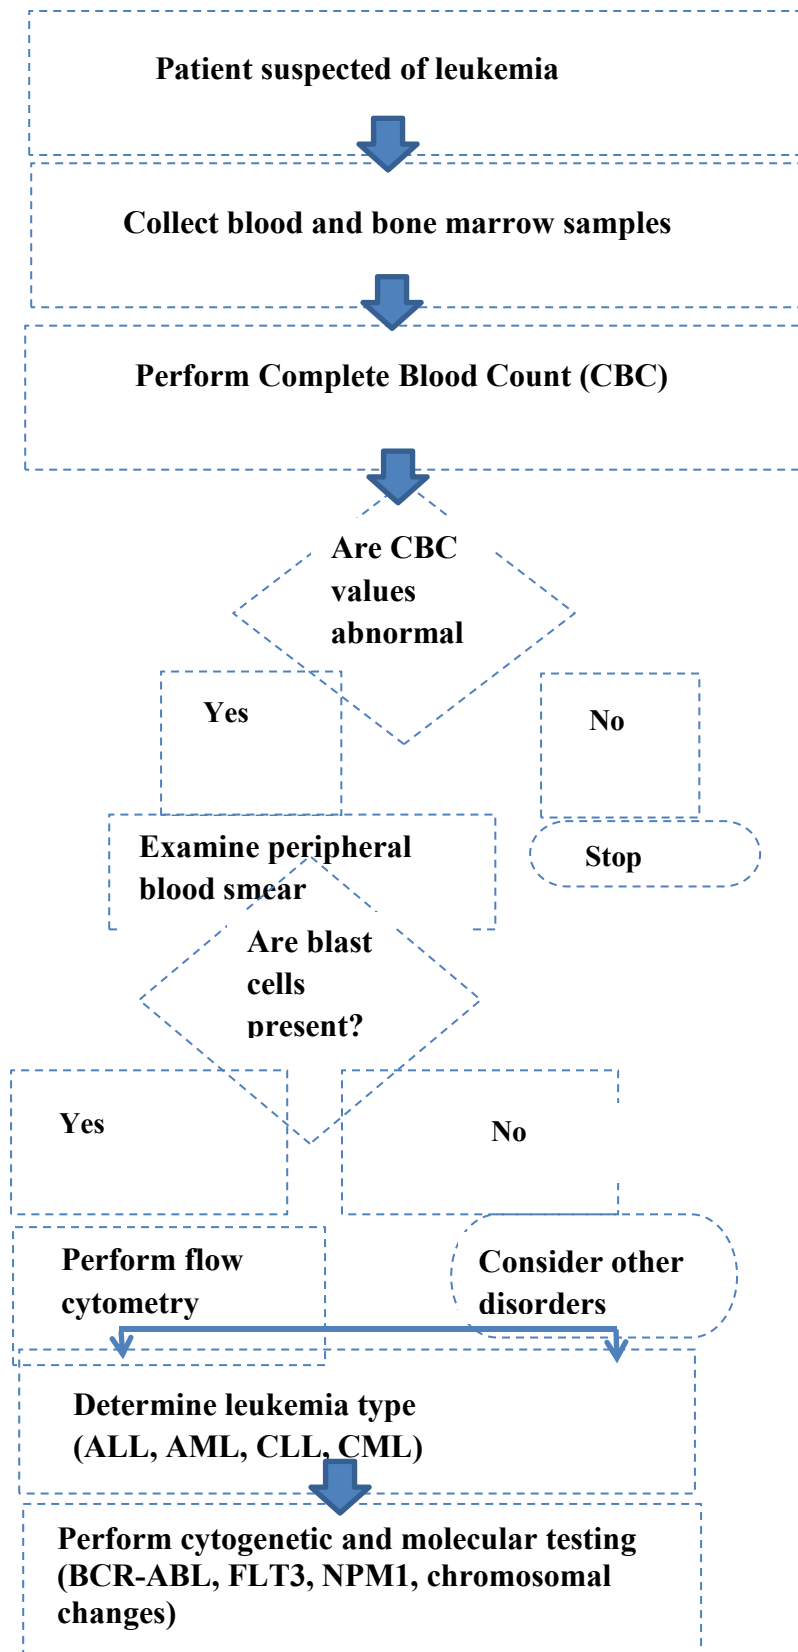 Patient suspected of leukemia
Collect blood and bone marrow samples
Perform Complete Blood Count (CBC)
Are CBC
values
abnormal
Yes
No
Examine peripheral
blood smear
Stop
Are blast
cells
present?
Yes
No
Perform flow
cytometry
Consider other
disorders
Determine leukemia type
(ALL, AML, CLL, CML)
Perform cytogenetic and molecular testing
(BCR-ABL, FLT3, NPM1, chromosomal
changes)